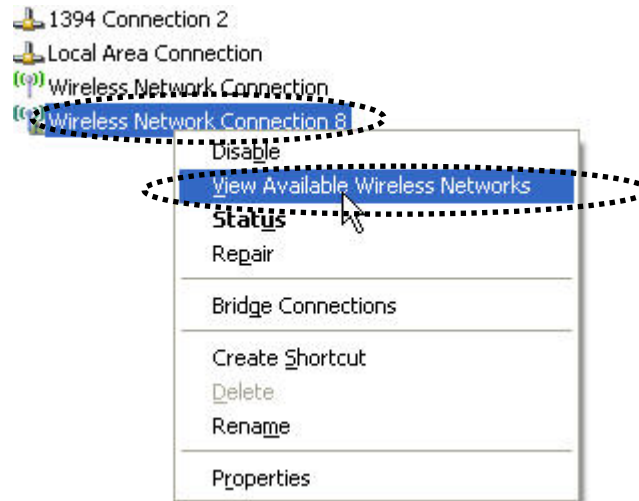 1394 Connection 2
Local Area Connection
Wireless Network Connection
Wireless Network Connection 8
Disable
View Available Wireless Networks
Status
Repair
Bridge Connections
Create Shortcut
Delete
Rename
Properties